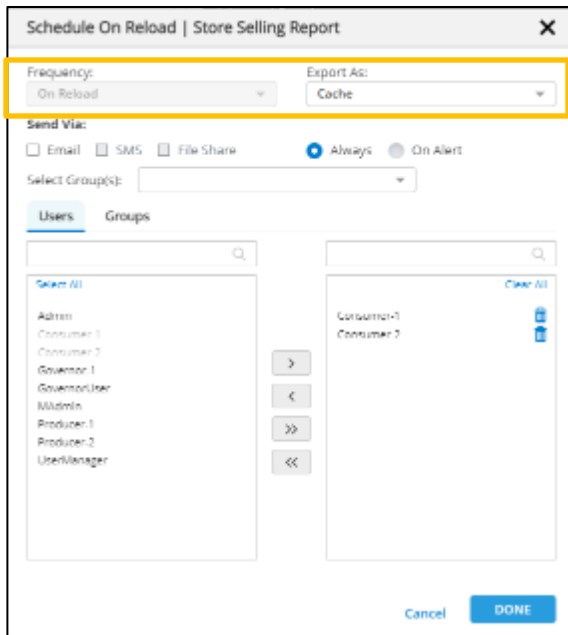 Schedule On Reload | Store Selling Report
Frequency: Export As:
On Reload Cache
Send Via:
Email SMS File Share Always On Alert
Select Group(s):
Users Groups
Select All Clear All
Admin Consumer-1
Consumer 1 Consumer 2
Consumer 2
Governor 1
GovernorUser
MAdmin
Producer-1
Producer-2
UserManager
Cancel DONE